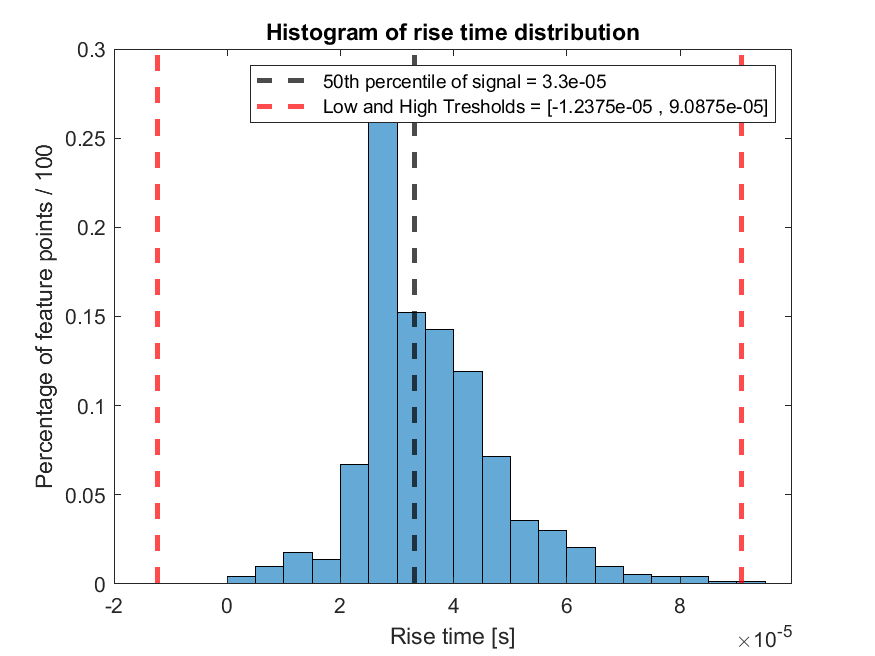 Histogram of rise time distribution
50th percentile of signal = 3.3e-05
Low and High Tresholds = [-1.2375e-05 , 9.0875e-05]
Percentage of feature points / 100
0.3
0.25
0.2
0.15
0.1
0.05
0
-2 0 2 4 6 8
Rise time [s]
×10-5